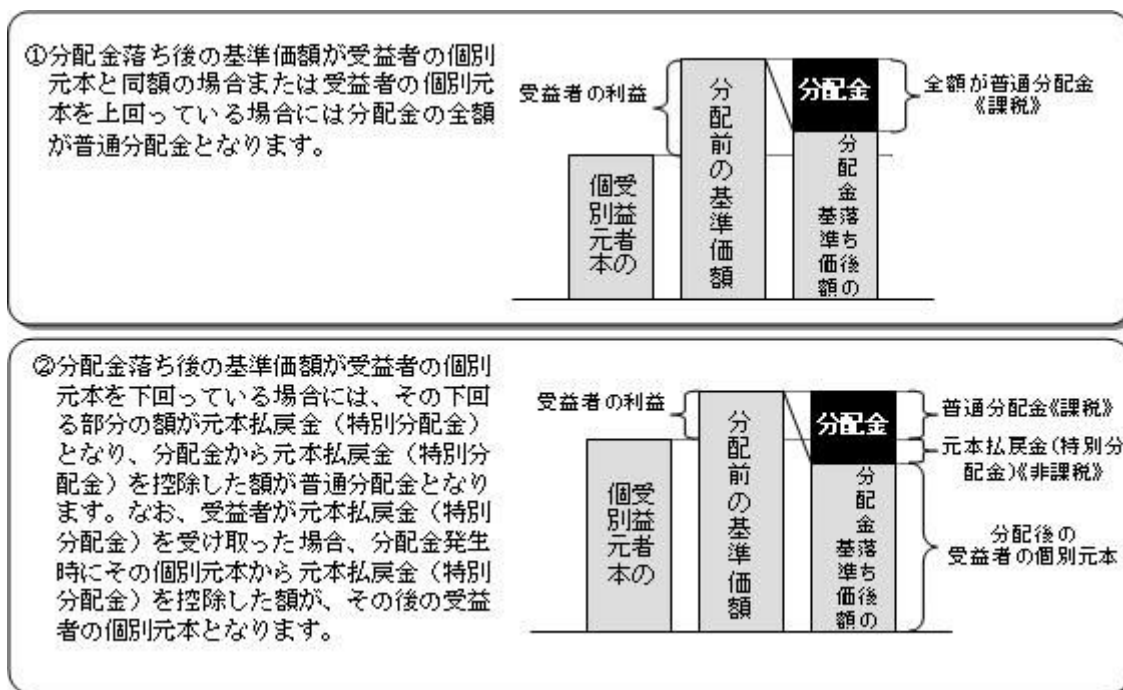 ①分配金落ち後の基準価額が受益者の個別
元本と同額の場合または受益者の個別元
本を上回っている場合には分配金の全額
が普通分配金となります。
受益者の利益
受益者の
個別元本
分配前の基準価額
分配金
分配金落ち後の
基準価額
全額が普通分配金
《課税》
②分配金落ち後の基準価額が受益者の個別
元本を下回っている場合には、その下回
る部分の額が元本払戻金（特別分配金）
となり、分配金から元本払戻金（特別分
配金）を控除した額が普通分配金となり
ます。なお、受益者が元本払戻金（特別
分配金）を受け取った場合、分配金発生
時にその個別元本から元本払戻金（特別
分配金）を控除した額が、その後の受益
者の個別元本となります。
受益者の利益
受益者の
個別元本
分配前の基準価額
分配金
分配金落ち後の
基準価額
普通分配金《課税》
元本払戻金(特別分
配金)《非課税》
分配後の
受益者の個別元本